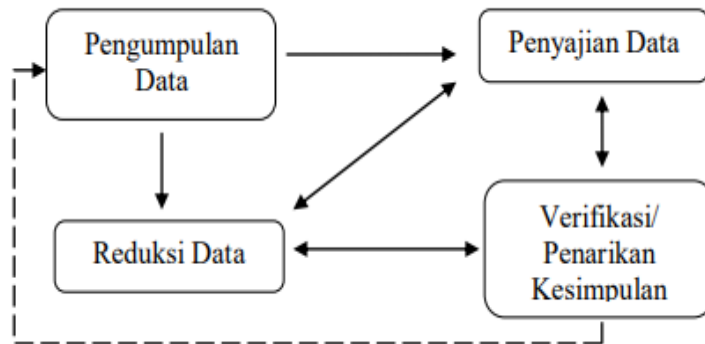 Pengumpulan
Data
Penyajian Data
Reduksi Data
Verifikasi/
Penarikan
Kesimpulan